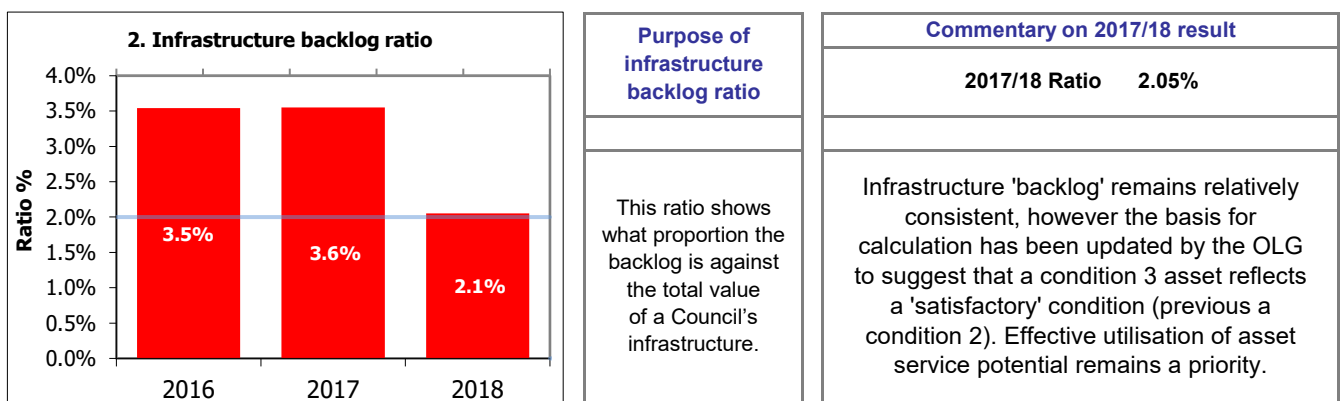 2. Infrastructure backlog ratio
4.0%
3.5%
3.0%
2.5%
2.0%
1.5%
1.0%
0.5%
0.0%
Ratio %
3.5%
3.6%
2.1%
2016
2017
2018
Purpose of
infrastructure
backlog ratio
This ratio shows
what proportion the
backlog is against
the total value
of a Council's
infrastructure.
Commentary on 2017/18 result
2017/18 Ratio 2.05%
Infrastructure 'backlog' remains relatively
consistent, however the basis for
calculation has been updated by the OLG
to suggest that a condition 3 asset reflects
a 'satisfactory' condition (previous a
condition 2). Effective utilisation of asset
service potential remains a priority.